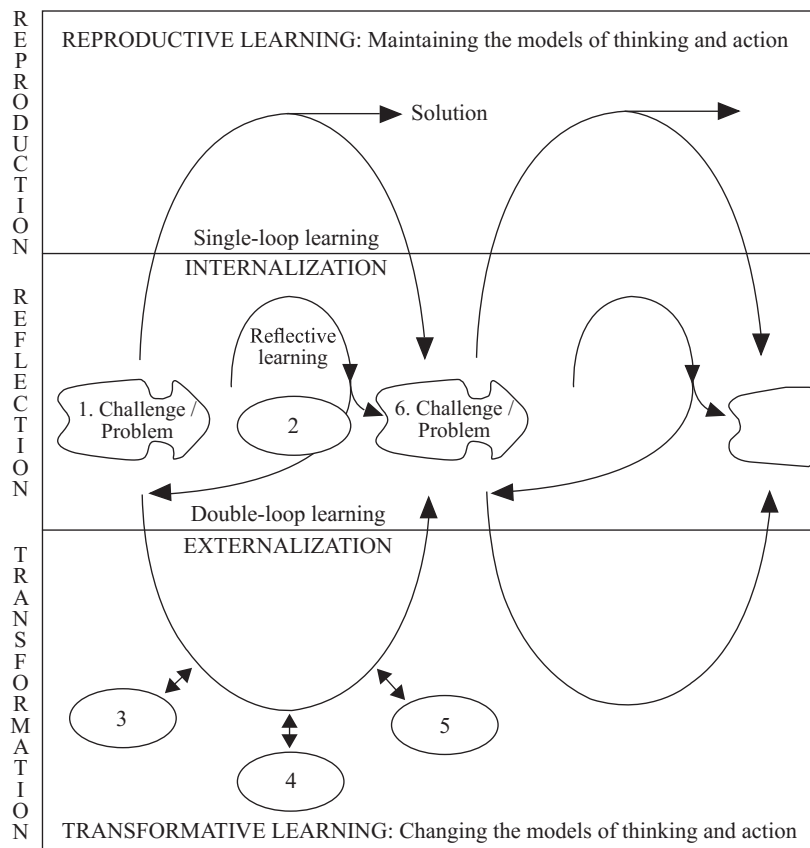 REPRODUCTION
REPRODUCTIVE LEARNING: Maintaining the models of thinking and action
Solution
Single-loop learning
INTERNALIZATION
REFLECTION
Reflective
learning
1. Challenge /
Problem
2
6. Challenge /
Problem
Double-loop learning
EXTERNALIZATION
TRANSFORMATION
3
4
5
TRANSFORMATIVE LEARNING: Changing the models of thinking and action